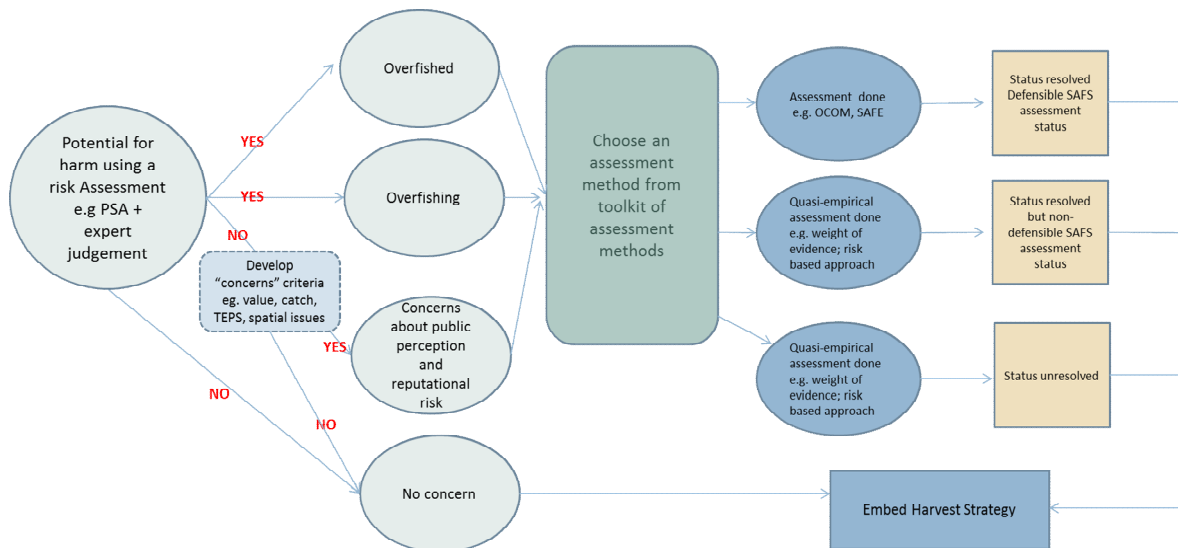 Potential for
harm using a
risk Assessment
e.g PSA +
expert
judgement
YES
YES
NO
NO
Develop
“concerns” criteria
eg. value, catch,
TEPS, spatial issues
YES
NO
Overfished
Overfishing
Concerns
about public
perception
and
reputational
risk
No concern
Choose an
assessment
method from
toolkit of
assessment
methods
Assessment done
e.g. OCOM, SAFE
Quasi-empirical
assessment done
e.g. weight of
evidence; risk
based approach
Quasi-empirical
assessment done
e.g. weight of
evidence; risk
based approach
Status resolved
Defensible SAFS
assessment
status
Status resolved
but non-
defensible SAFS
assessment
status
Status unresolved
Embed Harvest Strategy